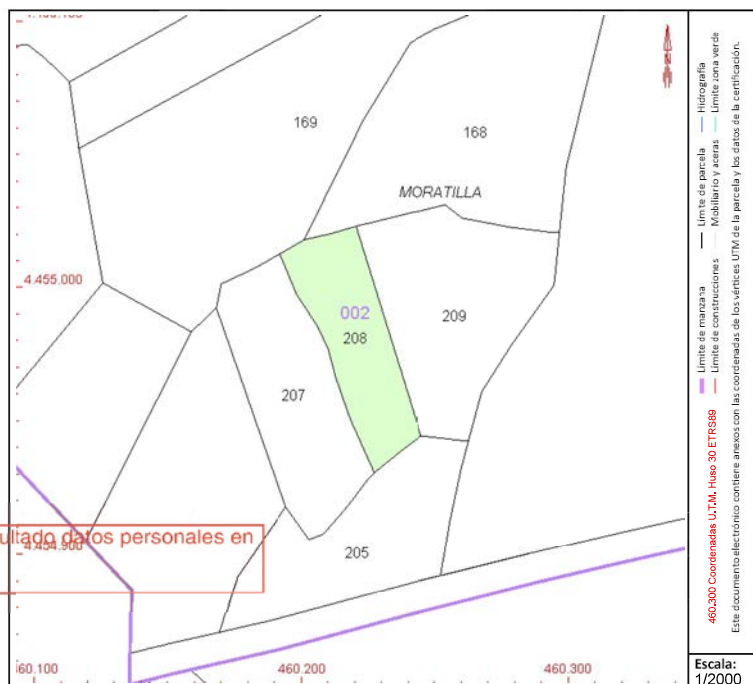 169
168
MORATILLA
4.455.000
002
208
209
207
ultado datos personales en
4.454.900
205
60.100
460.200
460.300
N
460.300 Coordenadas U.T.M. Huso 30 ETRS89
Límite de manzana
Límite de parcela
Hidrografía
Límite de construcciones
Mobiliario y aceras
Límite zona verde
Este documento electrónico contiene anexos con las coordenadas de los vértices UTM de la parcela y los datos de la certificación.
Escala:
1/2000